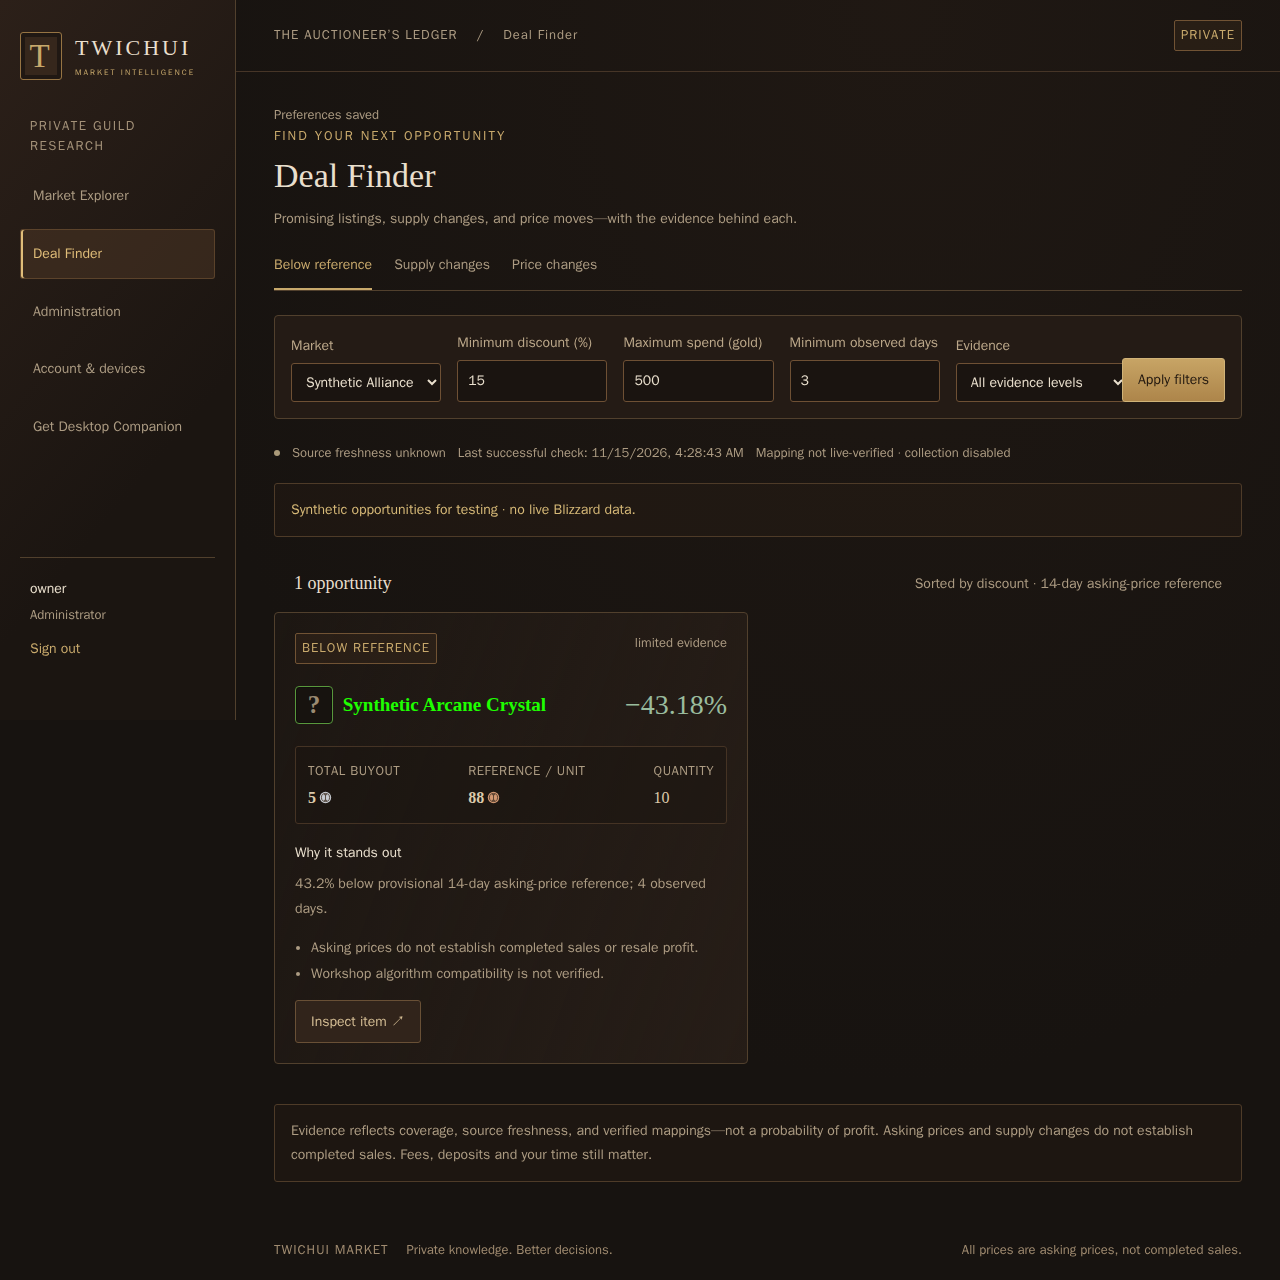 T
TWICHUI
MARKET INTELLIGENCE
PRIVATE GUILD
RESEARCH
Market Explorer
Deal Finder
Administration
Account & devices
Get Desktop Companion
owner
Administrator
Sign out
THE AUCTIONEER'S LEDGER / Deal Finder
PRIVATE
Preferences saved
FIND YOUR NEXT OPPORTUNITY
Deal Finder
Promising listings, supply changes, and price moves—with the evidence behind each.
Below reference Supply changes Price changes
Market Minimum discount (%) Maximum spend (gold) Minimum observed days Evidence
Synthetic Alliance 15 500 3 All evidence levels Apply filters
Source freshness unknown Last successful check: 11/15/2026, 4:28:43 AM Mapping not live-verified · collection disabled
Synthetic opportunities for testing · no live Blizzard data.
1 opportunity Sorted by discount · 14-day asking-price reference
BELOW REFERENCE limited evidence
? Synthetic Arcane Crystal −43.18%
TOTAL BUYOUT REFERENCE / UNIT QUANTITY
5 88 10
Why it stands out
43.2% below provisional 14-day asking-price reference; 4 observed
days.
• Asking prices do not establish completed sales or resale profit.
• Workshop algorithm compatibility is not verified.
Inspect item ↗
Evidence reflects coverage, source freshness, and verified mappings—not a probability of profit. Asking prices and supply changes do not establish
completed sales. Fees, deposits and your time still matter.
TWICHUI MARKET Private knowledge. Better decisions. All prices are asking prices, not completed sales.